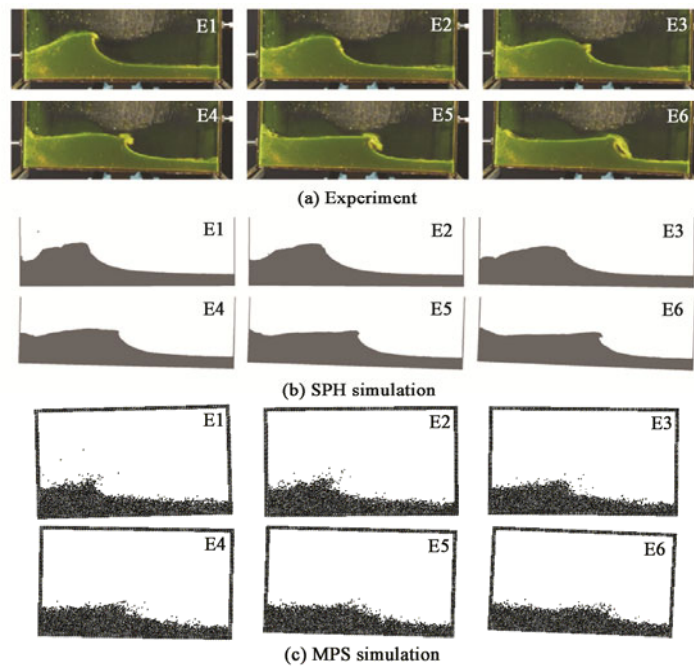 E1 E2 E3
E4 E5 E6
(a) Experiment
E1 E2 E3
E4 E5 E6
(b) SPH simulation
E1 E2 E3
E4 E5 E6
(c) MPS simulation